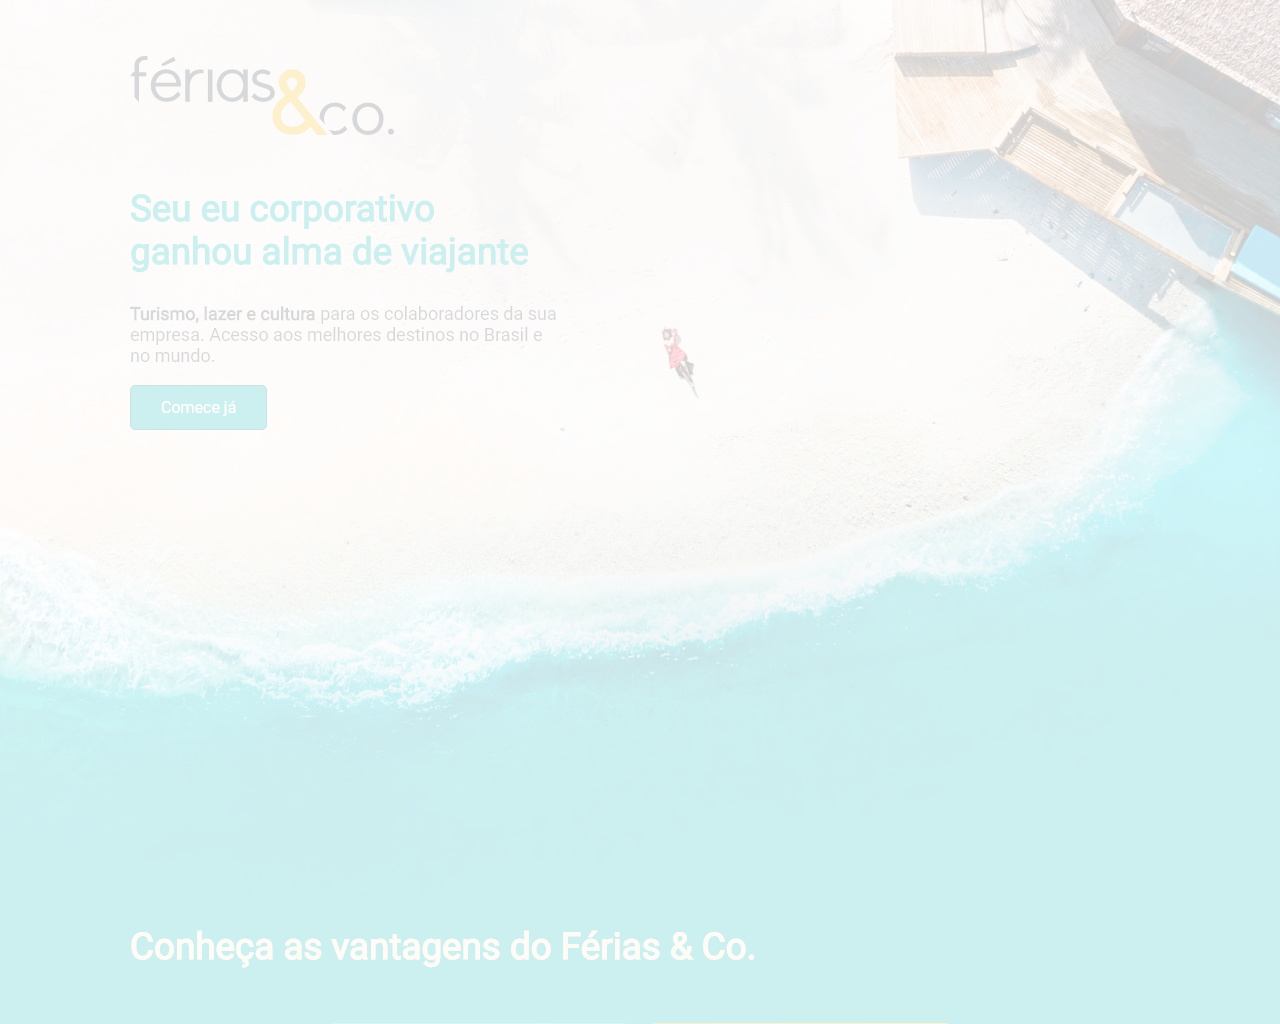 férias&co.
Seu eu corporativo
ganhou alma de viajante
Turismo, lazer e cultura para os colaboradores da sua
empresa. Acesso aos melhores destinos no Brasil e
no mundo.
Comece já
Conheça as vantagens do Férias & Co.